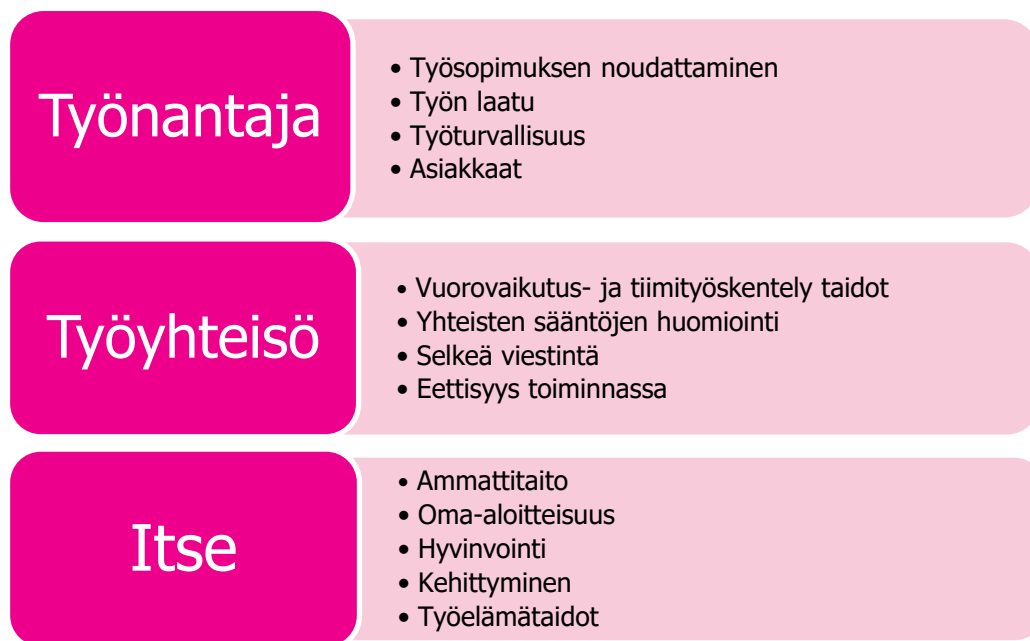 Työnantaja
• Työsopimuksen noudattaminen
• Työn laatu
• Työturvallisuus
• Asiakkaat
Työyhteisö
• Vuorovaikutus- ja tiimityöskentely taidot
• Yhteisten sääntöjen huomiointi
• Selkeä viestintä
• Eettisyys toiminnassa
Itse
• Ammattitaito
• Oma-aloitteisuus
• Hyvinvointi
• Kehittyminen
• Työelämätaidot